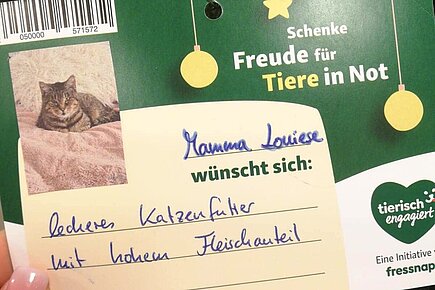 050000 571572
Schenke
Freude für
Tiere in Not
Mamma Louiese
wünscht sich:
leckeres Katzenfutter
mit hohem Fleischanteil
tierisch
engagiert
Eine Initiative
fressnap